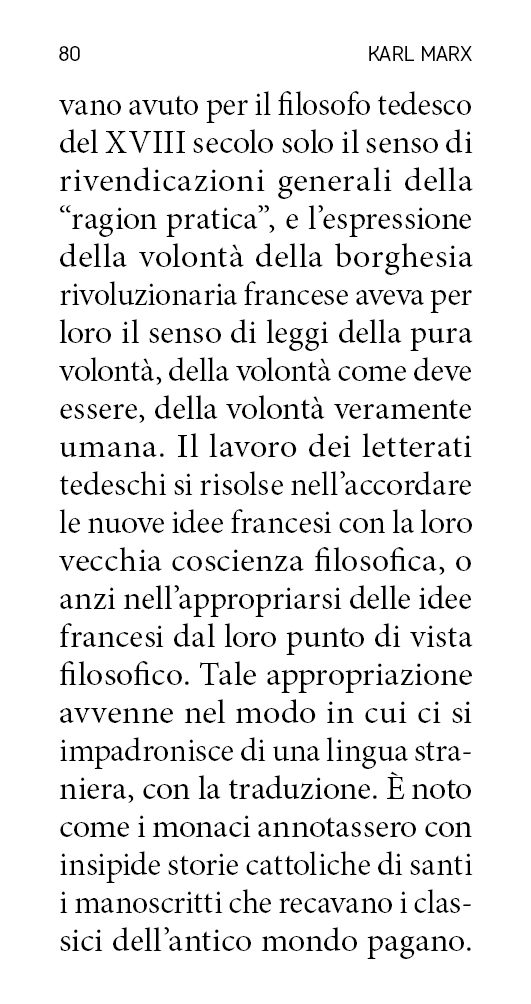 80 KARL MARX
vano avuto per il filosofo tedesco
del XVIII secolo solo il senso di
rivendicazioni generali della
“ragion pratica”, e l’espressione
della volontà della borghesia
rivoluzionaria francese aveva per
loro il senso di leggi della pura
volontà, della volontà come deve
essere, della volontà veramente
umana. Il lavoro dei letterati
tedeschi si risolse nell’accordare
le nuove idee francesi con la loro
vecchia coscienza filosofica, o
anzi nell’appropriarsi delle idee
francesi dal loro punto di vista
filosofico. Tale appropriazione
avvenne nel modo in cui ci si
impadronisce di una lingua stra-
niera, con la traduzione. È noto
come i monaci annotassero con
insipide storie cattoliche di santi
i manoscritti che recavano i clas-
sici dell’antico mondo pagano.